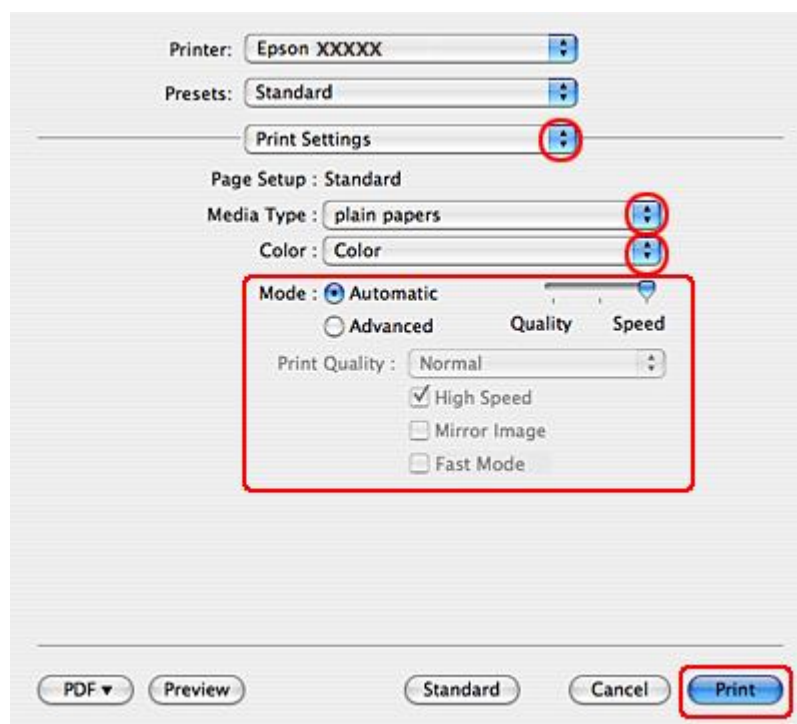 Printer: Epson XXXXX
Presets: Standard
Print Settings
Page Setup : Standard
Media Type : plain papers
Color : Color
Mode : Automatic
Advanced Quality Speed
Print Quality : Normal
High Speed
Mirror Image
Fast Mode
PDF Preview Standard Cancel Print